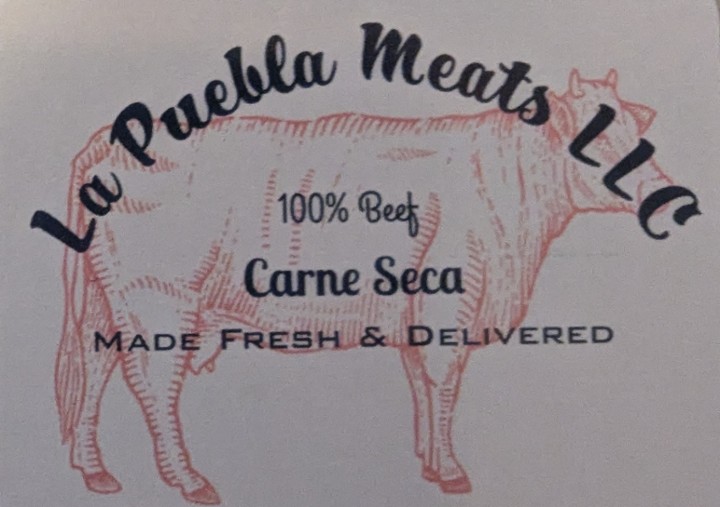 La Puebla Meats LLC
100% Beef
Carne Seca
MADE FRESH & DELIVERED